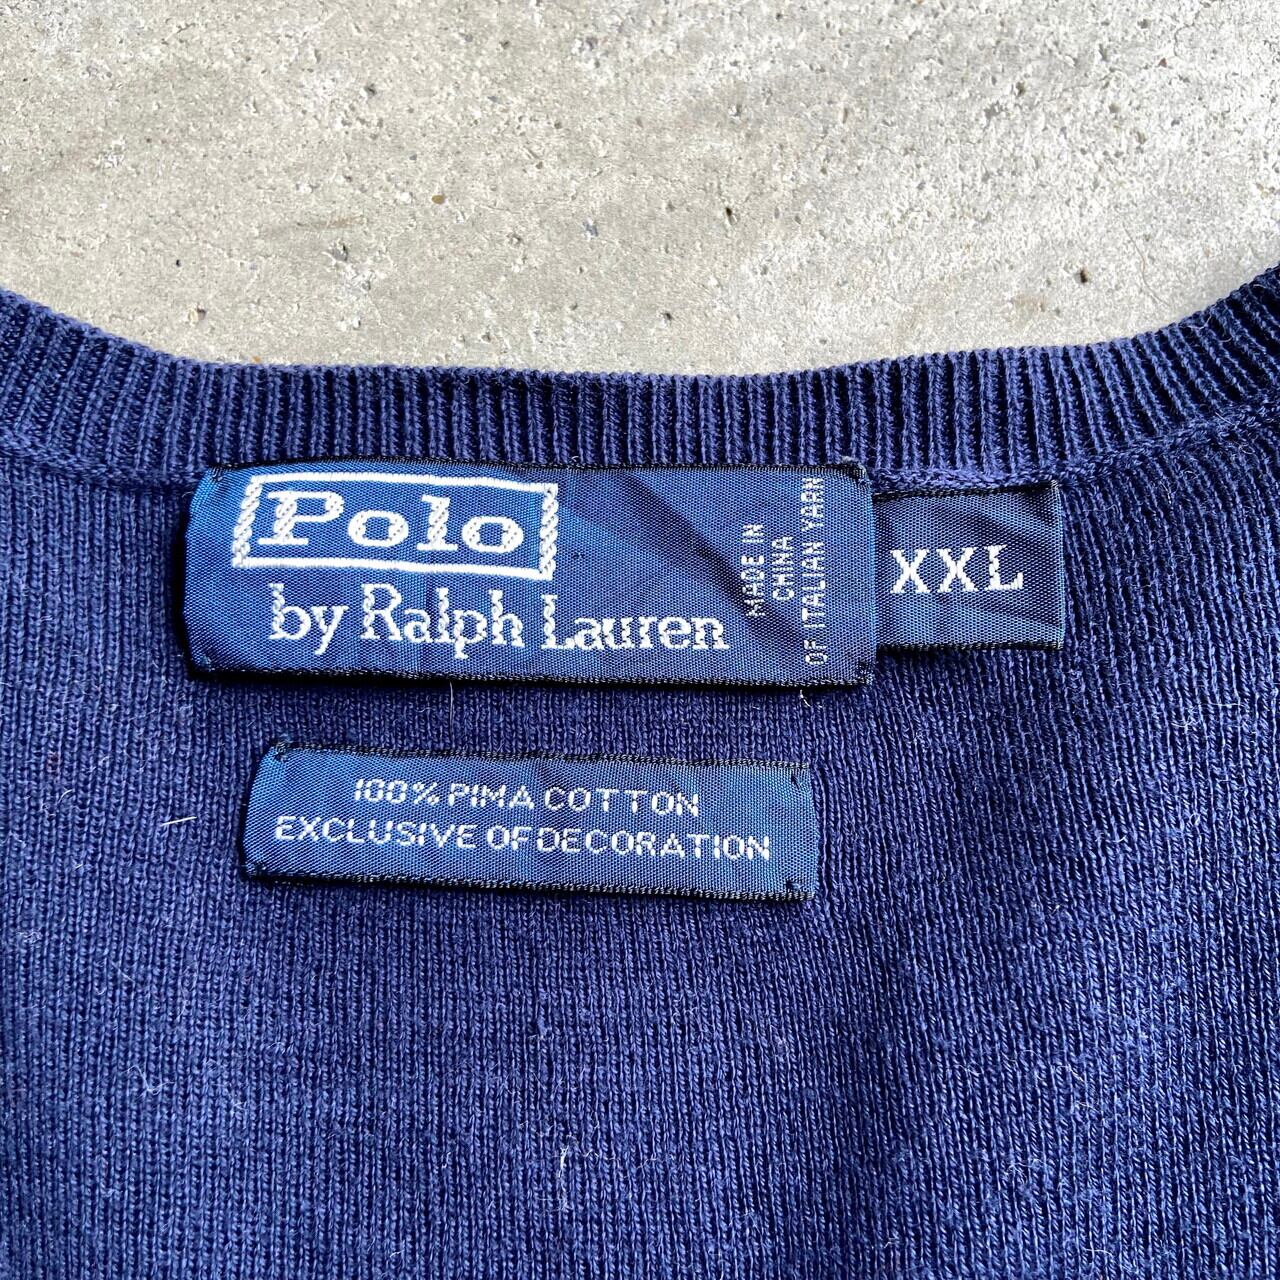 Polo
by Ralph Lauren
MADE IN
CHINA
OF ITALIAN YARN
XXL
100% PIMA COTTON
EXCLUSIVE OF DECORATION